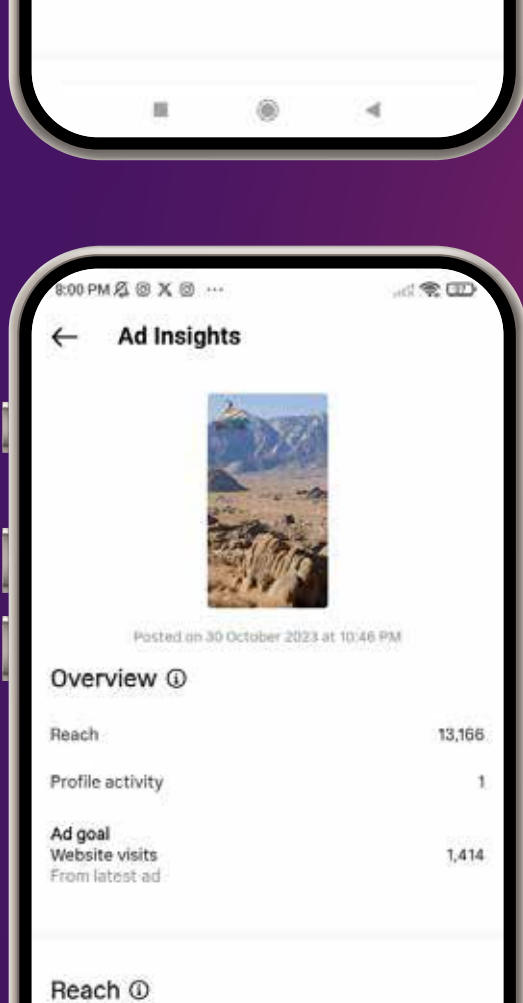 8:00 PM
Ad Insights
Posted on 30 October 2023 at 10:46 PM
Overview
Reach 13,166
Profile activity 1
Ad goal
Website visits 1,414
From latest ad
Reach